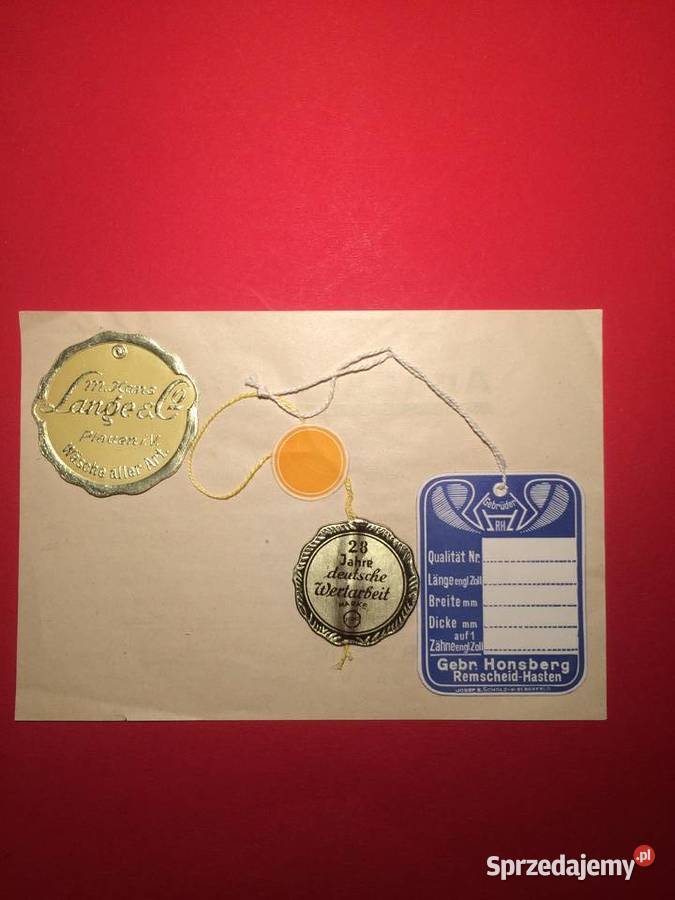 M. Hans
Lange & Co
Plauen i.V.
Wäsche aller Art.
28
Jahre
deutsche
Wertarbeit
MARKE
Gebrüder
RH
Qualität Nr.
Länge engl Zoll
Breite mm
Dicke mm
auf 1
Zähne engl Zoll
Gebr. Honsberg
Remscheid-Hasten
Sprzedajemy.pl